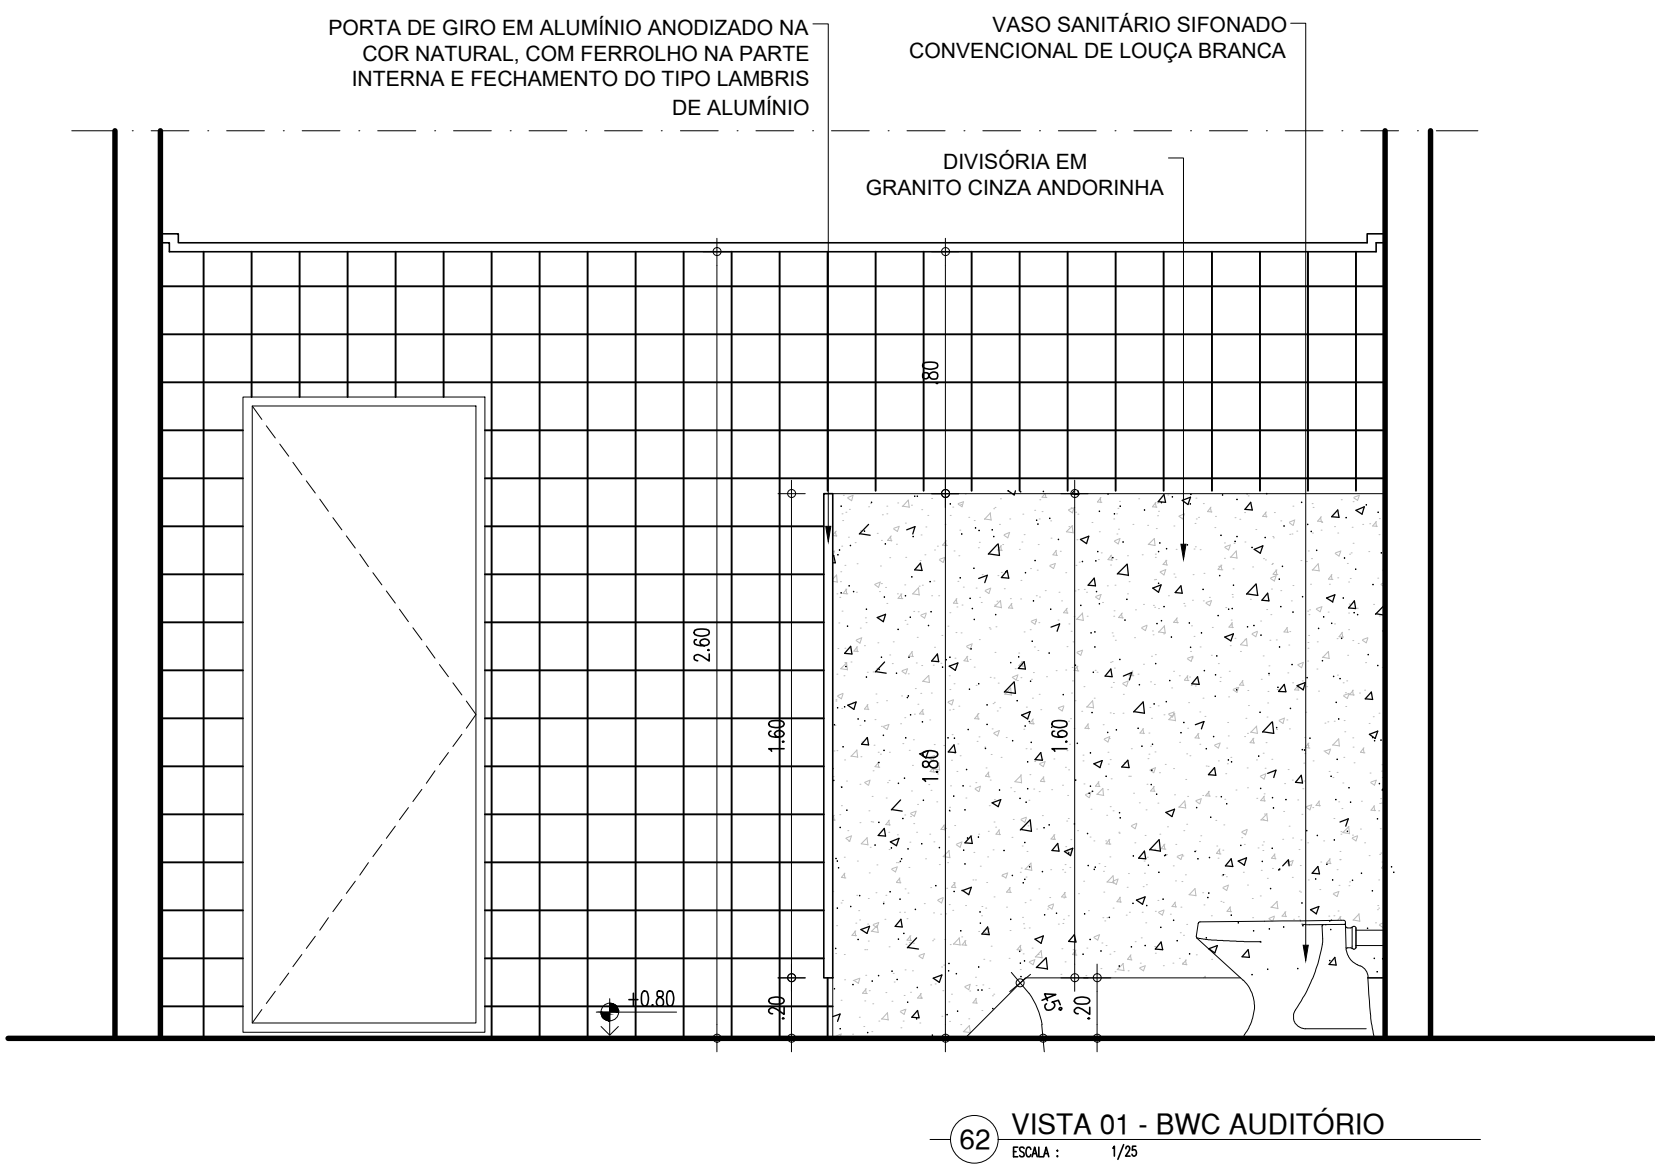 PORTA DE GIRO EM ALUMÍNIO ANODIZADO NA
COR NATURAL, COM FERROLHO NA PARTE
INTERNA E FECHAMENTO DO TIPO LAMBRIS
DE ALUMÍNIO
VASO SANITÁRIO SIFONADO
CONVENCIONAL DE LOUÇA BRANCA
DIVISÓRIA EM
GRANITO CINZA ANDORINHA
.80
2.60
1.60
1.80
1.60
+0.80
.20
45°
.20
62
VISTA 01 - BWC AUDITÓRIO
ESCALA : 1/25